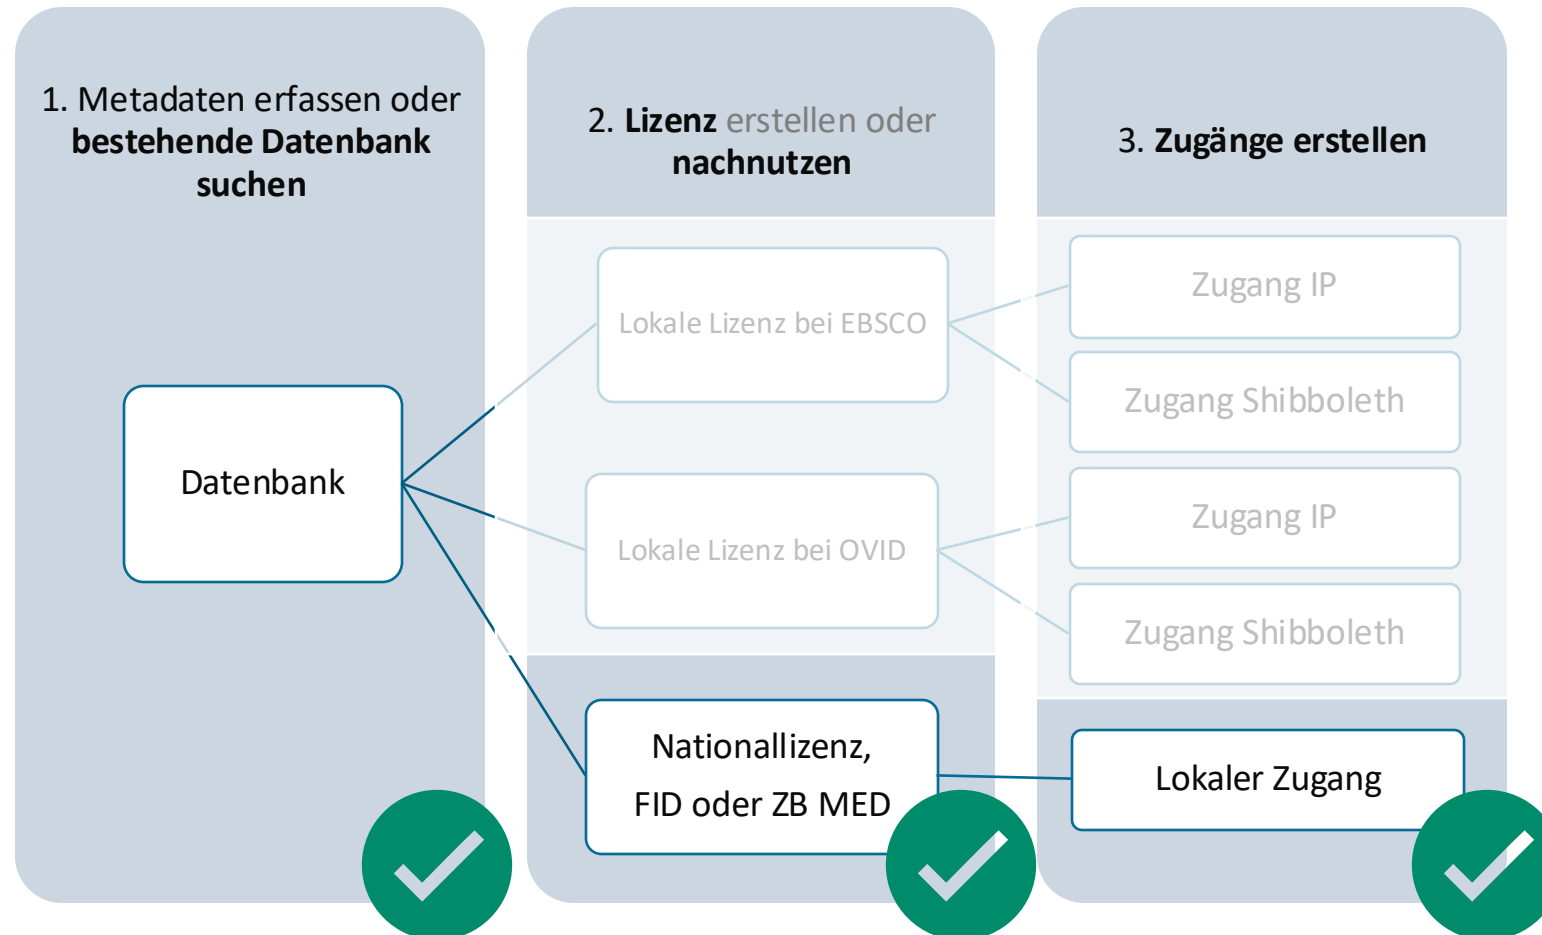 1. Metadaten erfassen oder
bestehende Datenbank
suchen
Datenbank
2. Lizenz erstellen oder
nachnutzen
Lokale Lizenz bei EBSCO
Lokale Lizenz bei OVID
Nationallizenz,
FID oder ZB MED
3. Zugänge erstellen
Zugang IP
Zugang Shibboleth
Zugang IP
Zugang Shibboleth
Lokaler Zugang